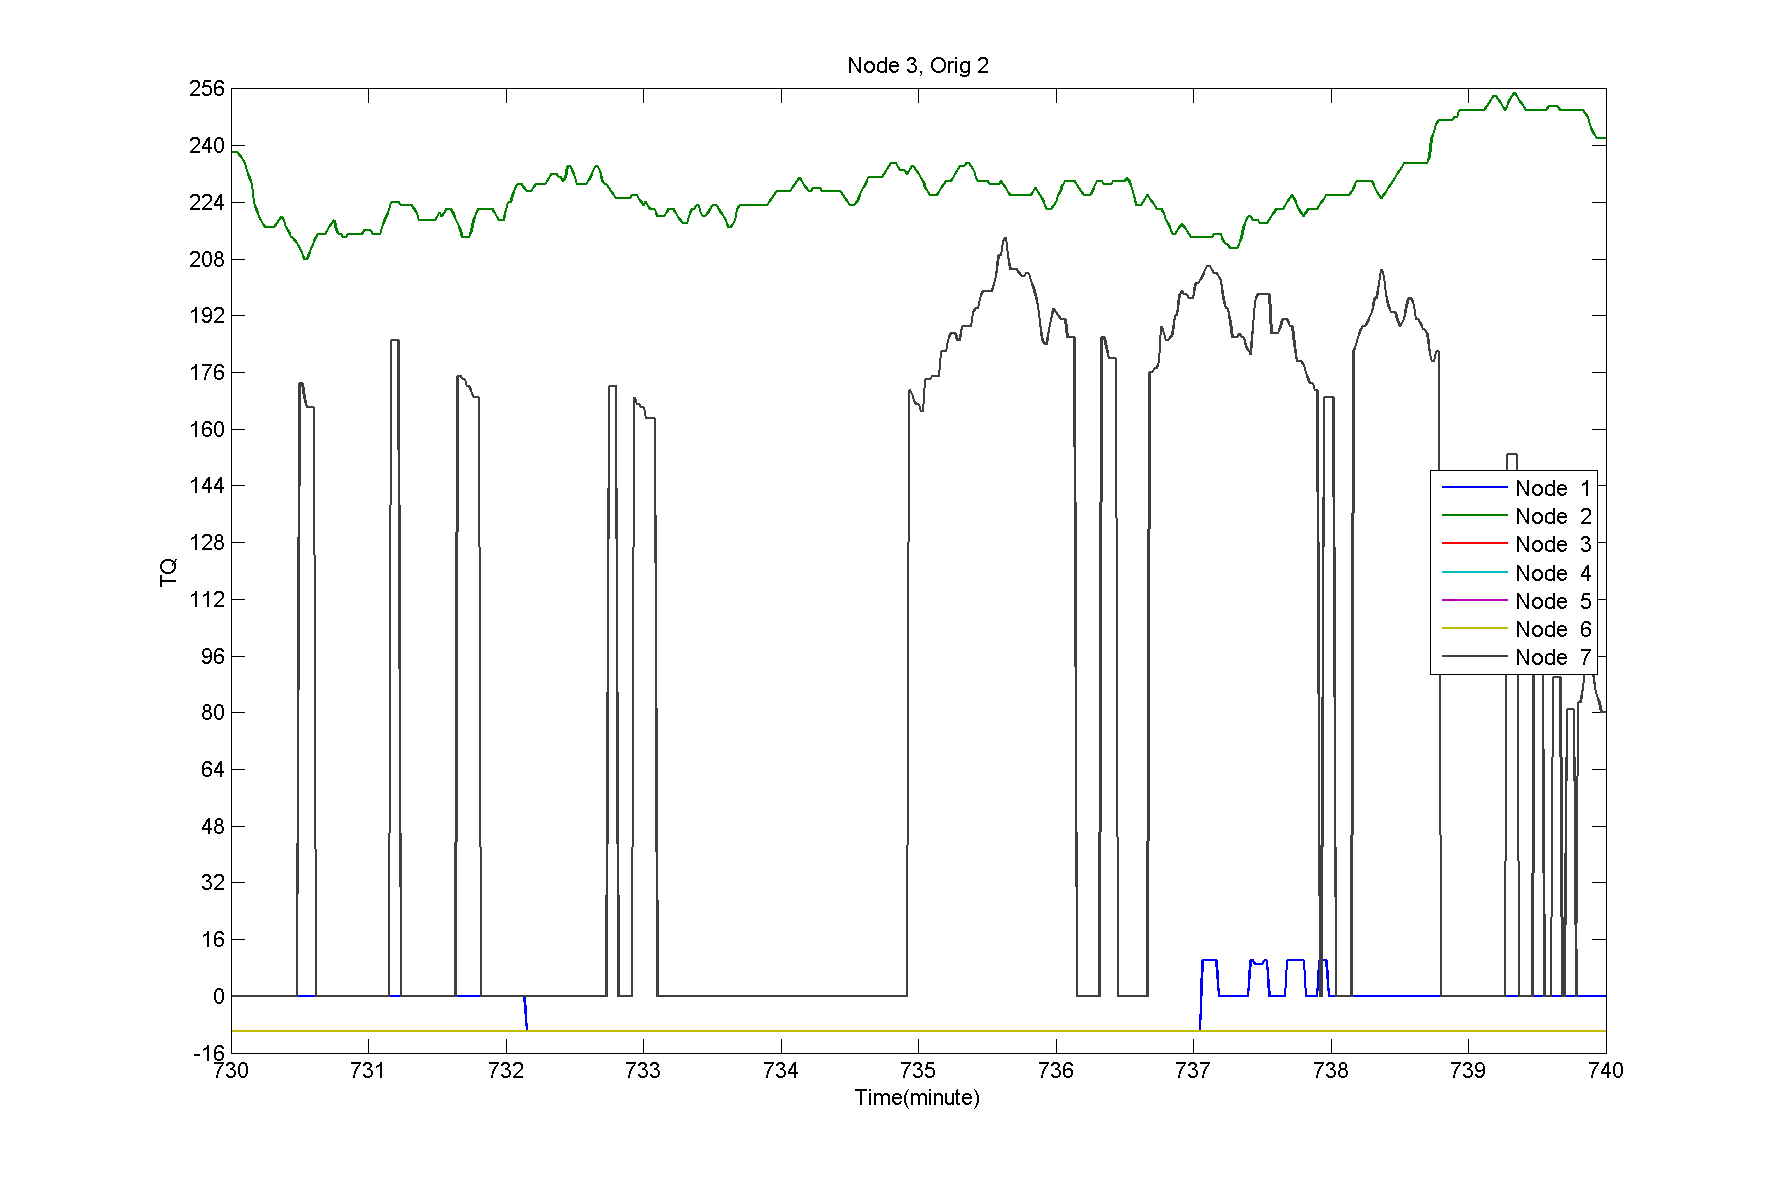 Node 3, Orig 2
256
240
224
208
192
176
160
144
128
112
96
80
64
48
32
16
0
-16
TQ
Node 1
Node 2
Node 3
Node 4
Node 5
Node 6
Node 7
730 731 732 733 734 735 736 737 738 739 740
Time(minute)